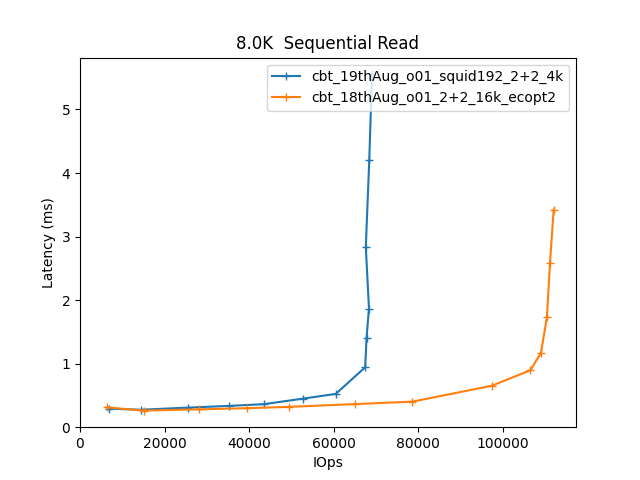 8.0K  Sequential Read
cbt_19thAug_o01_squid192_2+2_4k
cbt_18thAug_o01_2+2_16k_ecopt2
Latency (ms)
5
4
3
2
1
0
0
20000
40000
60000
80000
100000
IOps